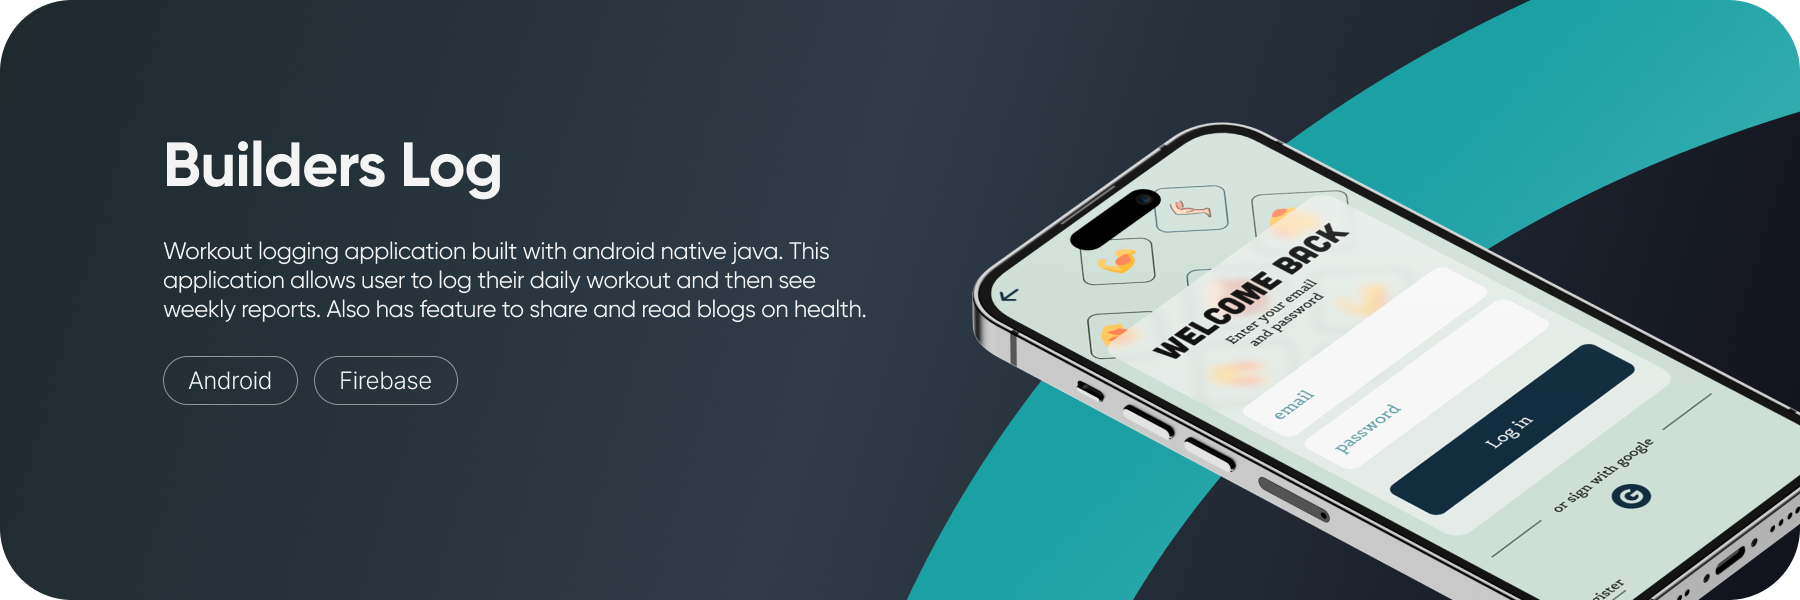 Builders Log
Workout logging application built with android native java. This
application allows user to log their daily workout and then see
weekly reports. Also has feature to share and read blogs on health.
Android
Firebase
WELCOME BACK
Enter your email
and password
email
password
Log in
or sign with google
G